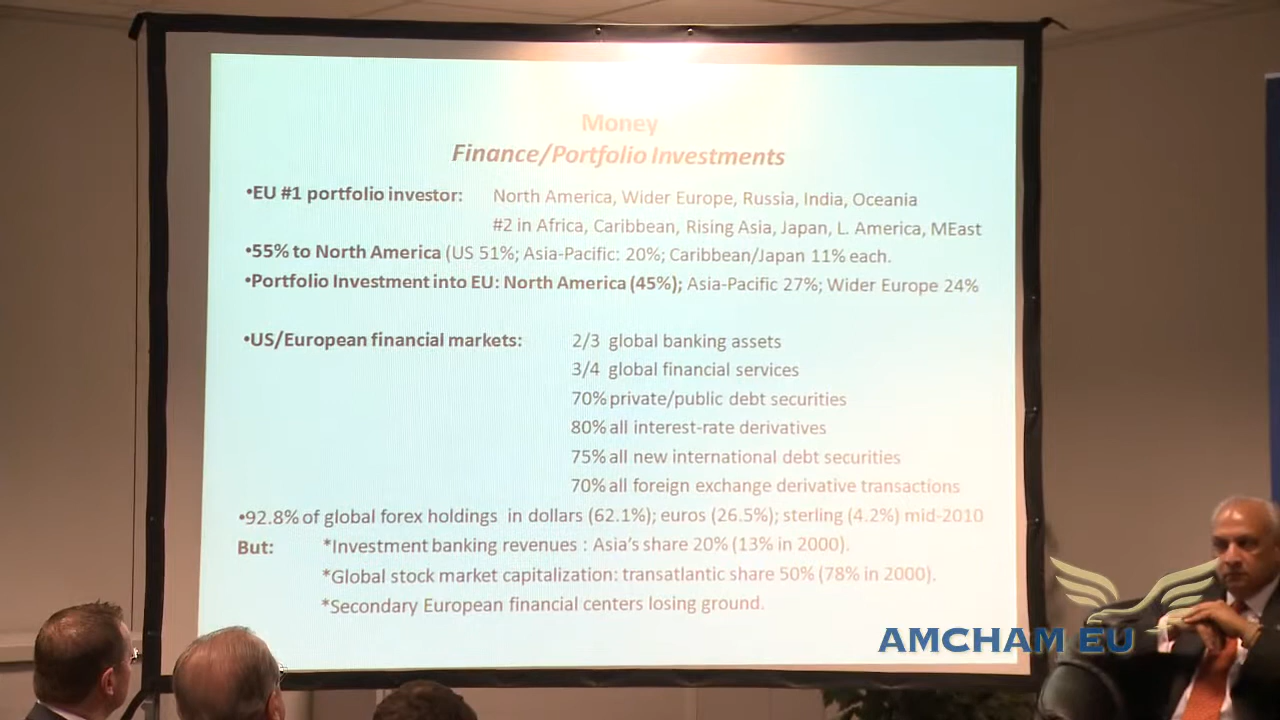 Money
Finance/Portfolio Investments
•EU #1 portfolio investor: North America, Wider Europe, Russia, India, Oceania
#2 in Africa, Caribbean, Rising Asia, Japan, L. America, MEast
•55% to North America (US 51%; Asia-Pacific: 20%; Caribbean/Japan 11% each.
•Portfolio Investment into EU: North America (45%); Asia-Pacific 27%; Wider Europe 24%
•US/European financial markets: 2/3 global banking assets
3/4 global financial services
70% private/public debt securities
80% all interest-rate derivatives
75% all new international debt securities
70% all foreign exchange derivative transactions
•92.8% of global forex holdings in dollars (62.1%); euros (26.5%); sterling (4.2%) mid-2010
But: *Investment banking revenues : Asia's share 20% (13% in 2000).
*Global stock market capitalization: transatlantic share 50% (78% in 2000).
*Secondary European financial centers losing ground.
AMCHAM EU